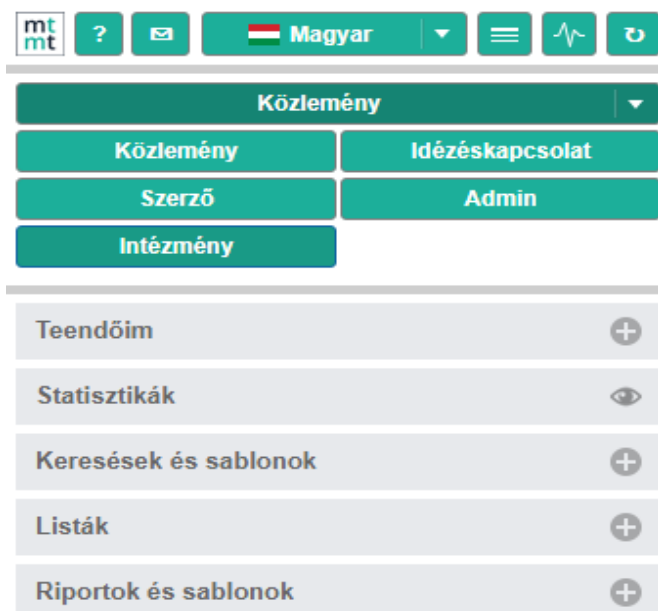 mt
mt
?
Magyar
Közlemény
Közlemény
Idézéskapcsolat
Szerző
Admin
Intézmény
Teendőim
Statisztikák
Keresések és sablonok
Listák
Riportok és sablonok